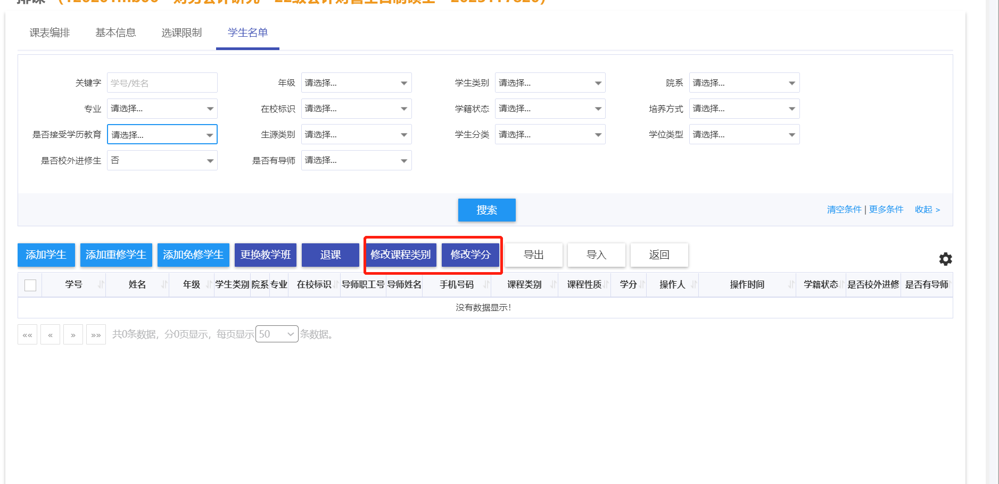 课表编排 基本信息 选课限制 学生名单
关键字 学号/姓名 年级 请选择... 学生类别 请选择... 院系 请选择...
专业 请选择... 在校标识 请选择... 学籍状态 请选择... 培养方式 请选择...
是否接受学历教育 请选择... 生源类别 请选择... 学生分类 请选择... 学位类型 请选择...
是否校外进修生 否 是否有导师 请选择...
搜索 清空条件 | 更多条件 收起 >
添加学生 添加重修学生 添加免修学生 更换教学班 退课 修改课程类别 修改学分 导出 导入 返回
学号 姓名 年级 学生类别 院系 专业 在校标识 导师职工号 导师姓名 手机号码 课程类别 课程性质 学分 操作人 操作时间 学籍状态 是否校外进修 是否有导师
没有数据显示!
«« « » »» 共0条数据，分0页显示，每页显示 50 条数据。